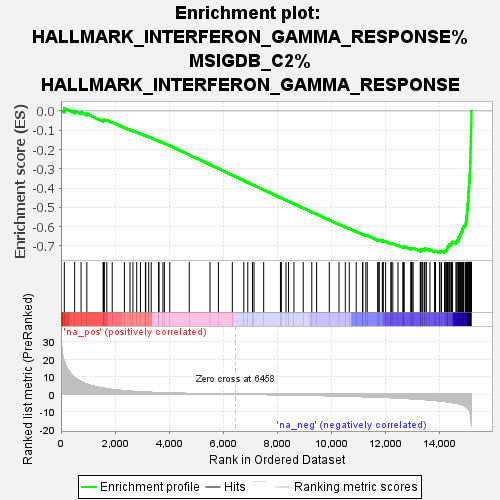 Enrichment plot:
HALLMARK_INTERFERON_GAMMA_RESPONSE%
MSIGDB_C2%
HALLMARK_INTERFERON_GAMMA_RESPONSE
Enrichment score (ES)
0.0
-0.1
-0.2
-0.3
-0.4
-0.5
-0.6
-0.7
'na_pos' (positively correlated)
Ranked list metric (PreRanked)
30
20
10
0
-10
-20
Zero cross at 6458
'na_neg' (negatively correlated)
0
2,000
4,000
6,000
8,000
10,000
12,000
14,000
Rank in Ordered Dataset
Enrichment profile
Hits
Ranking metric scores